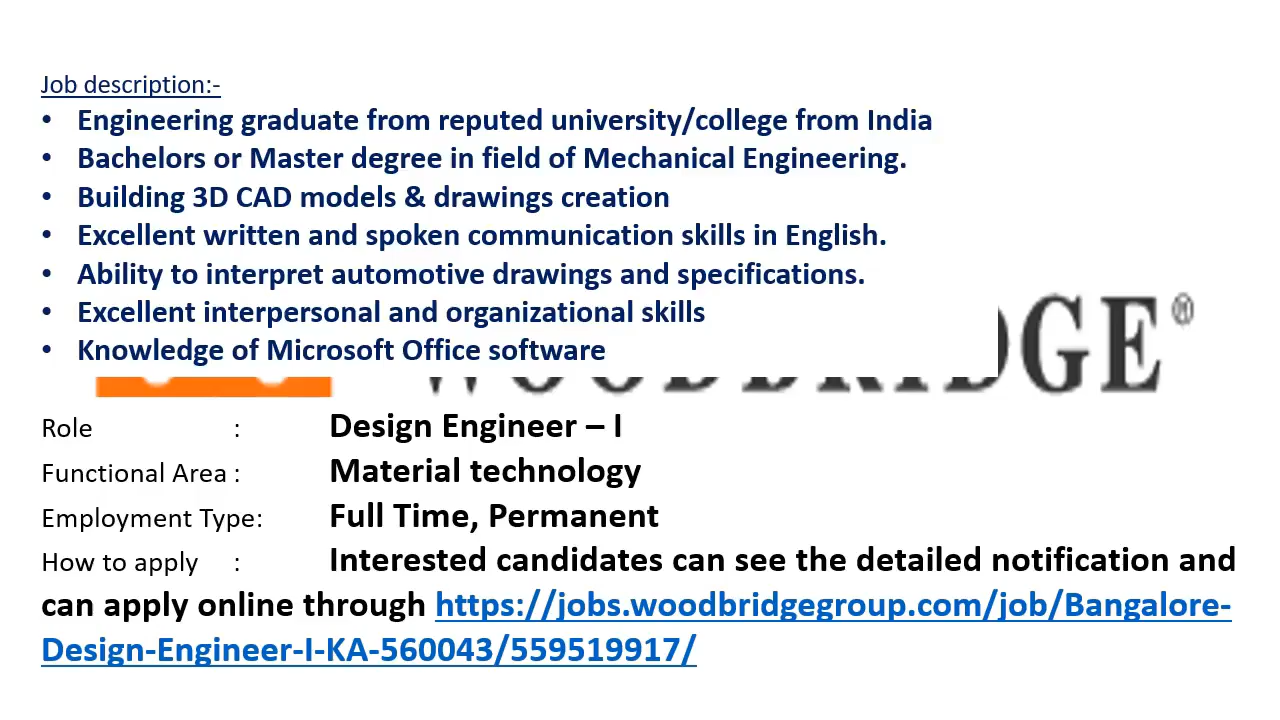 Job description:-
• Engineering graduate from reputed university/college from India
• Bachelors or Master degree in field of Mechanical Engineering.
• Building 3D CAD models & drawings creation
• Excellent written and spoken communication skills in English.
• Ability to interpret automotive drawings and specifications.
• Excellent interpersonal and organizational skills
• Knowledge of Microsoft Office software
WOODBRIDGE®
Role : Design Engineer – I
Functional Area : Material technology
Employment Type: Full Time, Permanent
How to apply : Interested candidates can see the detailed notification and
can apply online through https://jobs.woodbridgegroup.com/job/Bangalore-
Design-Engineer-I-KA-560043/559519917/